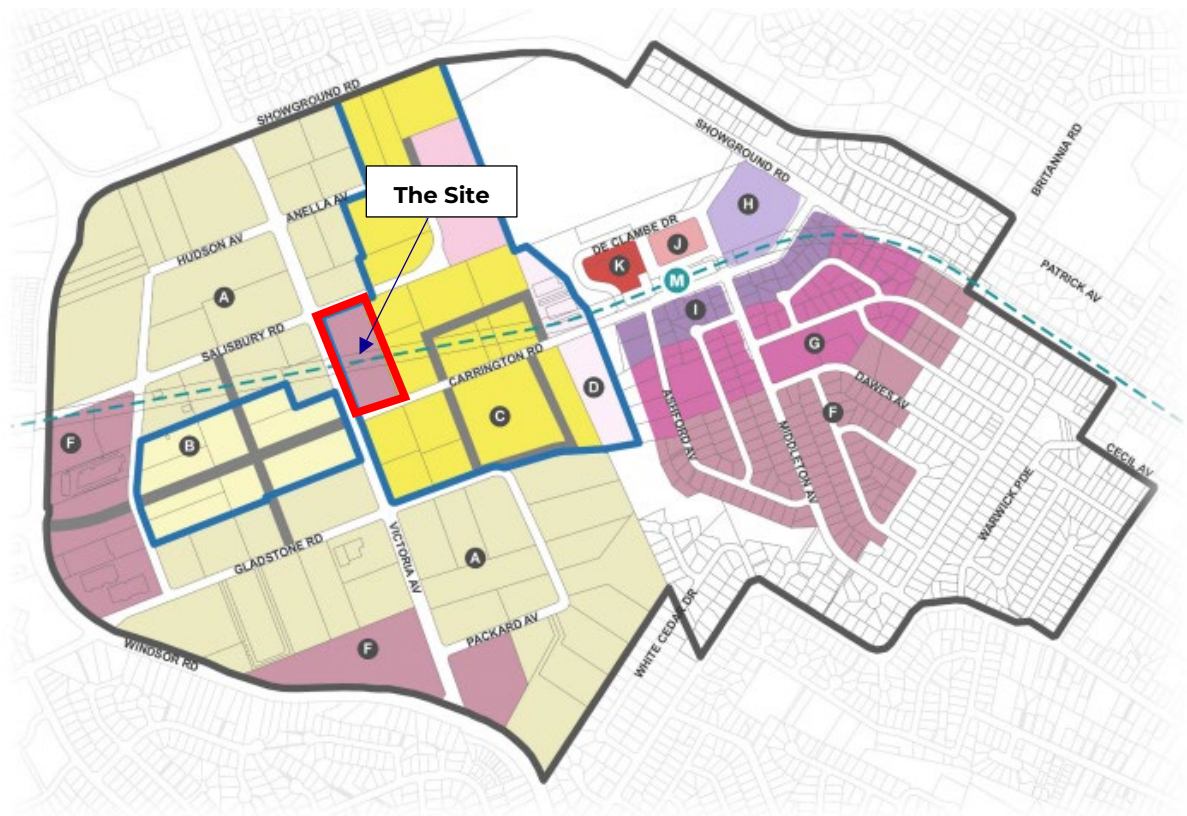 SHOWGROUND RD
The Site
ANELLA AV
HUDSON AV
A
SALISBURY RD
SHOWGROUND RD
BRITANNIA RD
H
DE CLAMBE DR
J
K
M
PATRICK AV
I
G
CARRINGTON RD
D
C
ASHFORD AV
DAWES AV
F
MIDDLETON AV
CECIL AV
WARWICK PDE
F
B
GLADSTONE RD
VICTORIA AV
A
PACKARD AV
WHITE CEDAR DR
F
WINDSOR RD